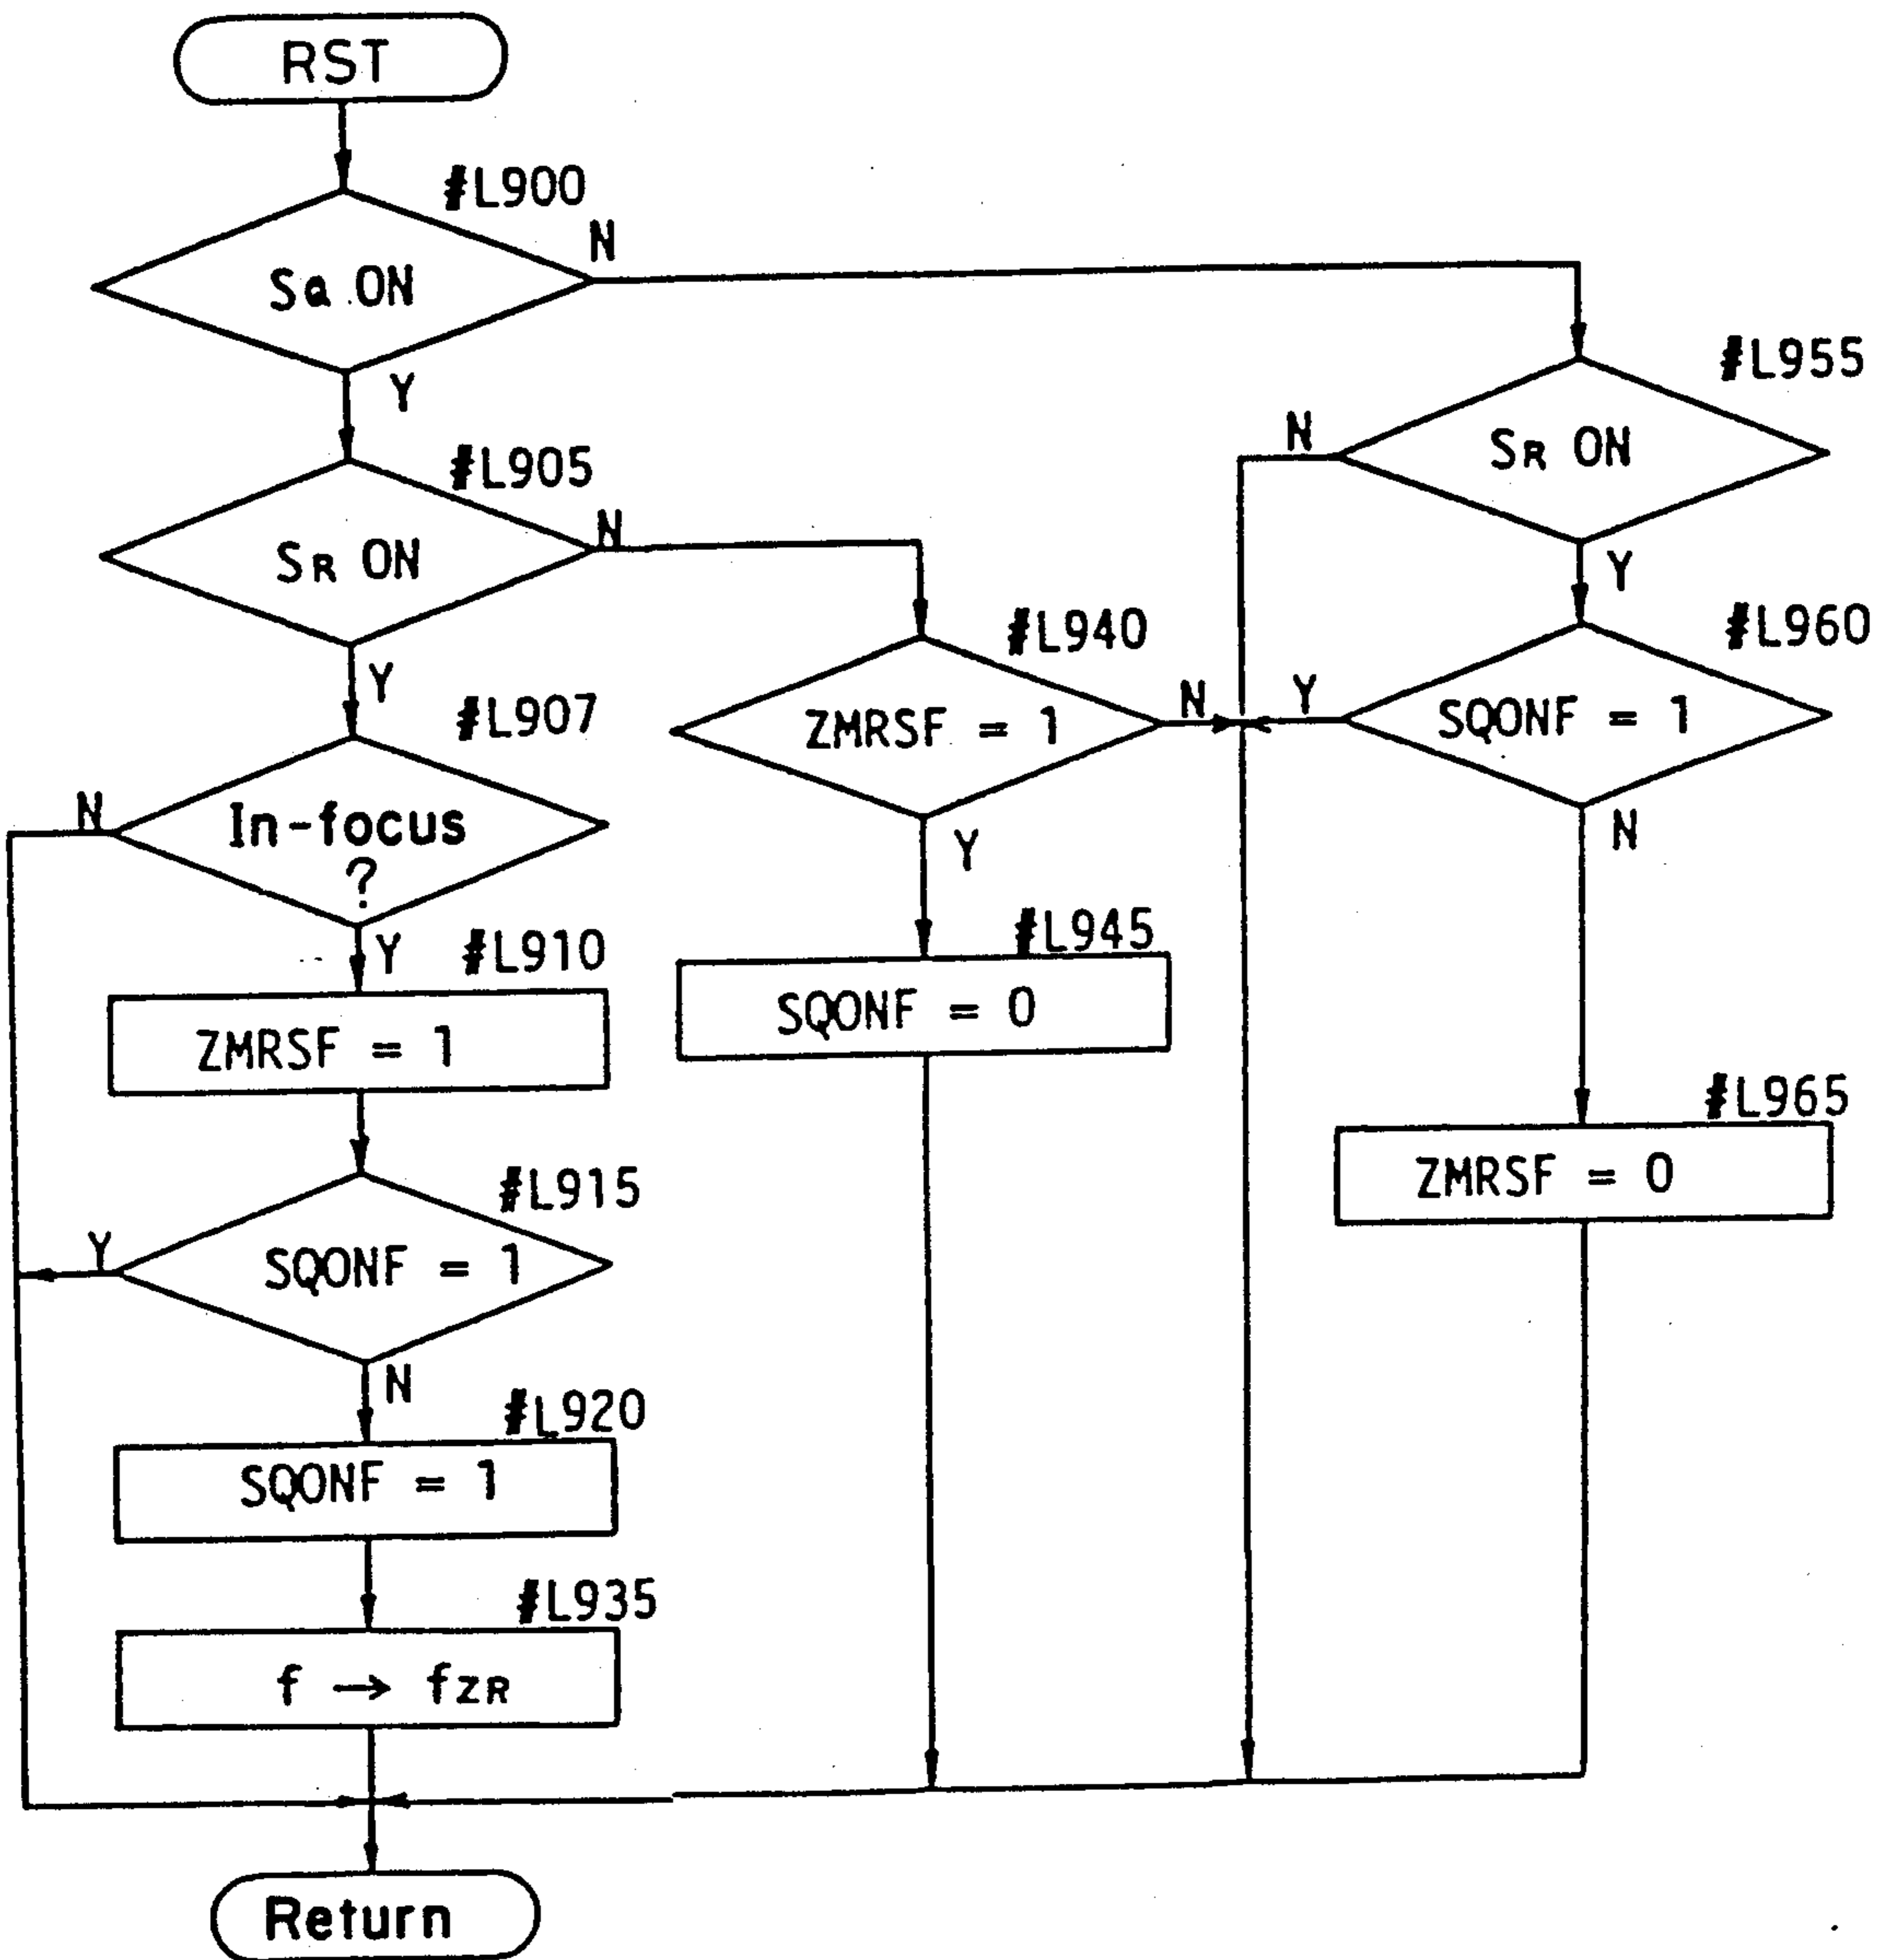 RST
#L900
SQ ON
N
Y
#L955
SR ON
N
Y
#L905
SR ON
N
Y
#L940
ZMRSF = 1
N
Y
#L960
SQONF = 1
Y
N
#L907
In-focus
?
N
Y
#L910
ZMRSF = 1
#L945
SQONF = 0
#L965
ZMRSF = 0
#L915
SQONF = 1
Y
N
#L920
SQONF = 1
#L935
f → fZR
Return